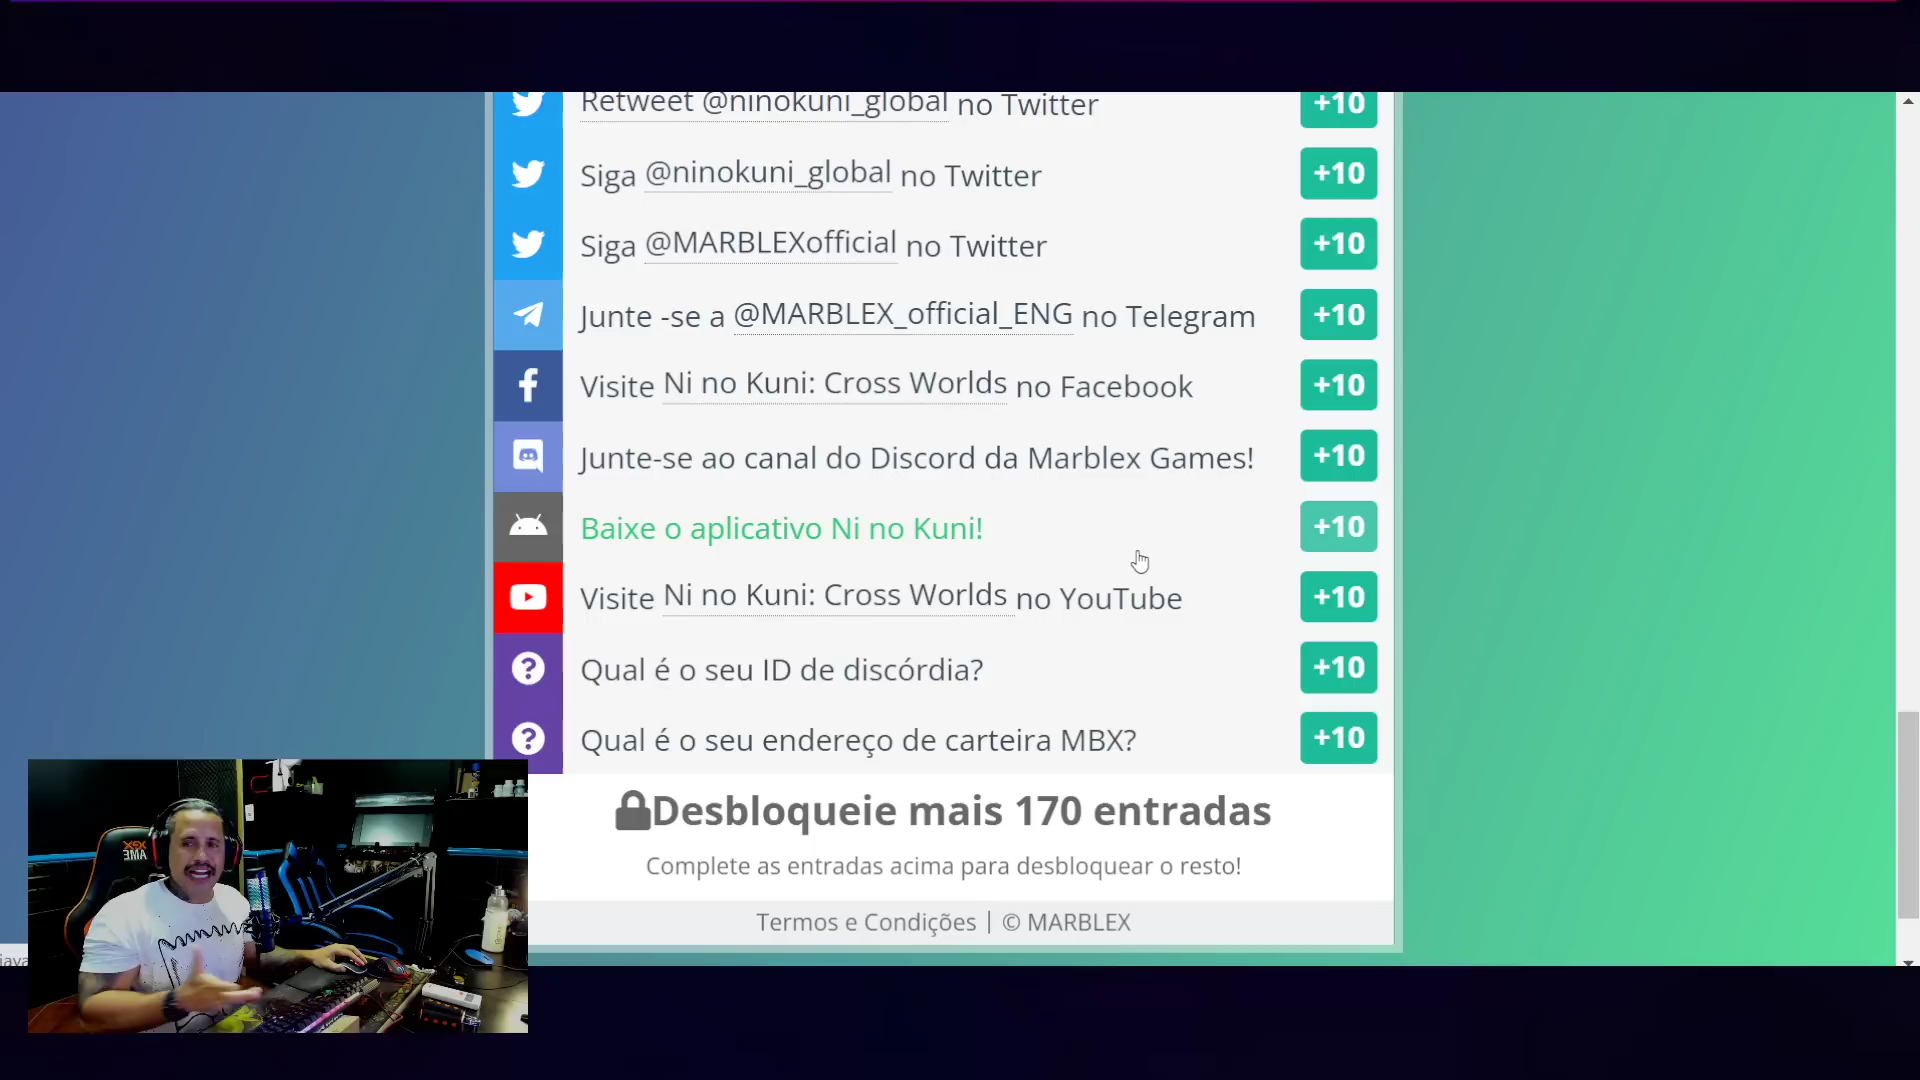 Retweet @ninokuni_global no Twitter +10
Siga @ninokuni_global no Twitter +10
Siga @MARBLEXofficial no Twitter +10
Junte -se a @MARBLEX_official_ENG no Telegram +10
Visite Ni no Kuni: Cross Worlds no Facebook +10
Junte-se ao canal do Discord da Marblex Games! +10
Baixe o aplicativo Ni no Kuni! +10
Visite Ni no Kuni: Cross Worlds no YouTube +10
Qual é o seu ID de discórdia? +10
Qual é o seu endereço de carteira MBX? +10
Desbloqueie mais 170 entradas
Complete as entradas acima para desbloquear o resto!
Termos e Condições | © MARBLEX